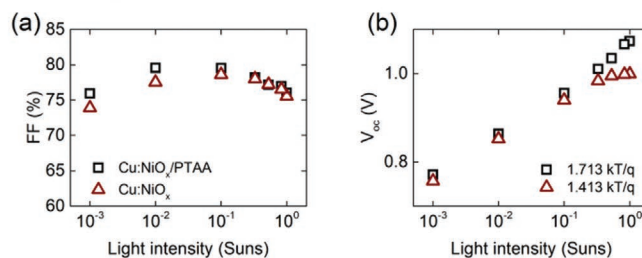 (a)
85
80
75
70
65
60
FF (%)
Cu:NiOₓ/PTAA
Cu:NiOₓ
10⁻³ 10⁻² 10⁻¹ 10⁰
Light intensity (Suns)
(b)
1.0
0.8
Vₒc (V)
1.713 kT/q
1.413 kT/q
10⁻³ 10⁻² 10⁻¹ 10⁰
Light intensity (Suns)